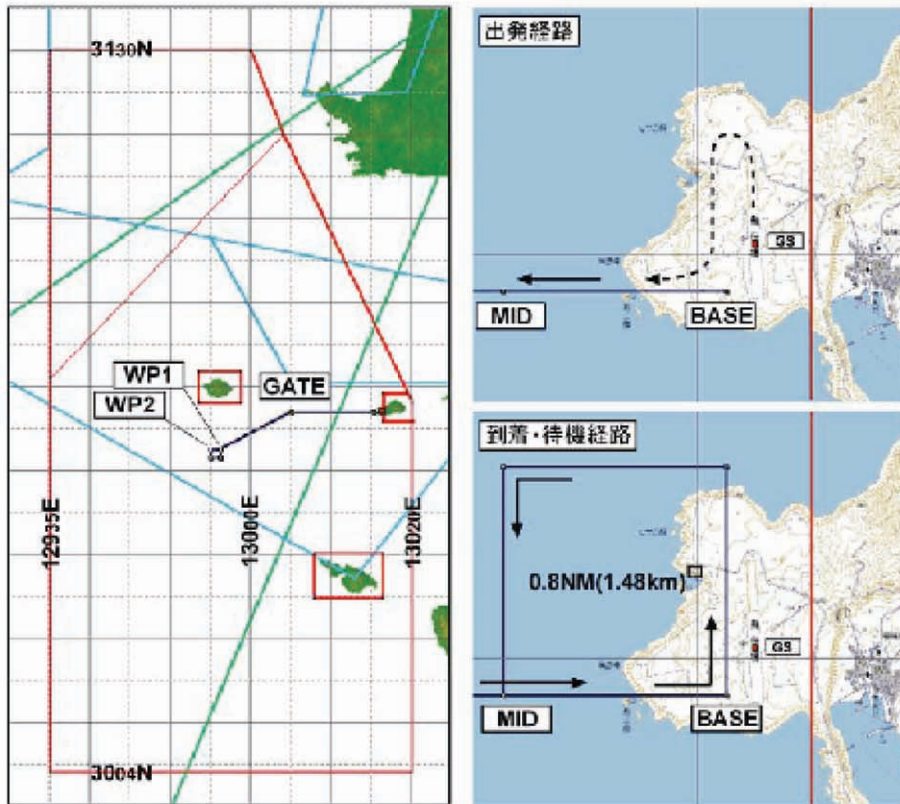 3130N
WP1
GATE
WP2
12935E
13000E
13020E
3004N
出発経路
GS
MID
BASE
到着・待機経路
0.8NM(1.48km)
GS
MID
BASE